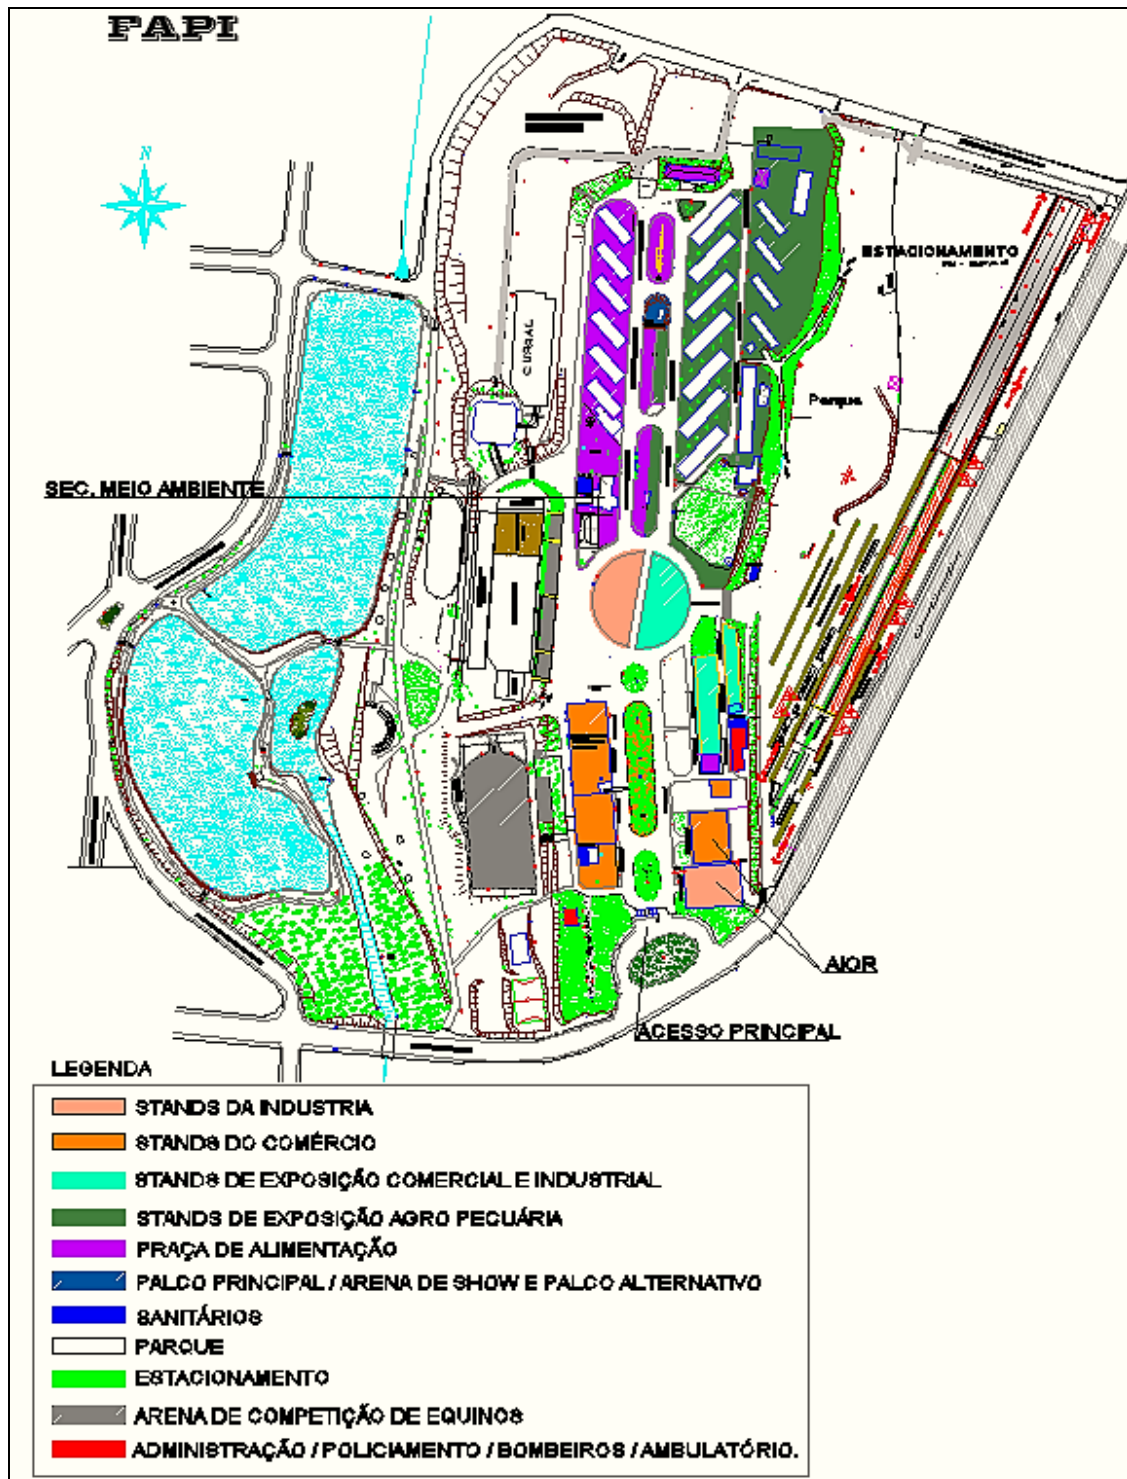 FAPI
N
ESTACIONAMENTO
CURRAL
Parque
SEC. MEIO AMBIENTE
AIOR
ACESSO PRINCIPAL
LEGENDA
STANDS DA INDUSTRIA
STANDS DO COMÉRCIO
STANDS DE EXPOSIÇÃO COMERCIAL E INDUSTRIAL
STANDS DE EXPOSIÇÃO AGRO PECUÁRIA
PRAÇA DE ALIMENTAÇÃO
PALCO PRINCIPAL / ARENA DE SHOW E PALCO ALTERNATIVO
SANITÁRIOS
PARQUE
ESTACIONAMENTO
ARENA DE COMPETIÇÃO DE EQUINOS
ADMINISTRAÇÃO / POLICIAMENTO / BOMBEIROS / AMBULATÓRIO.